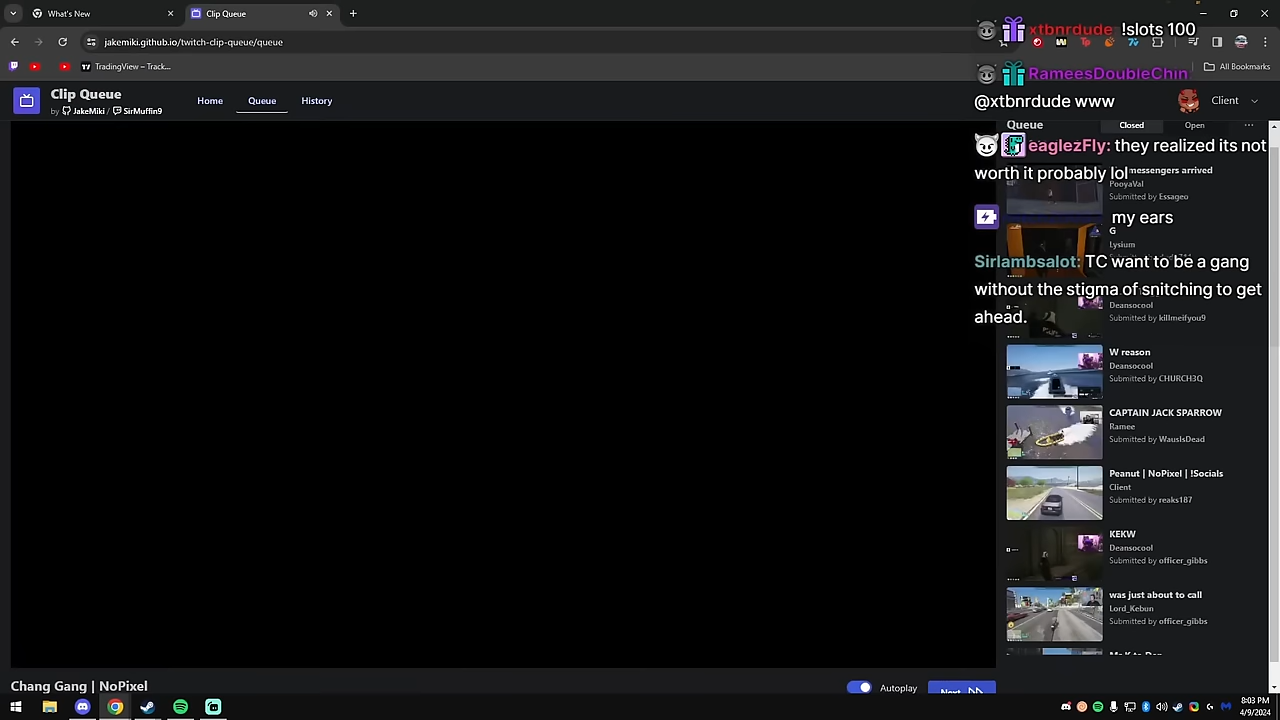 What's New
Clip Queue
jakemiki.github.io/twitch-clip-queue/queue
TradingView – Track...
All Bookmarks
Clip Queue
by JakeMiki / SirMuffin9
Home
Queue
History
Client
xtbnrdude !slots 100
RameesDoubleChin
@xtbnrdude www
eaglezFly: they realized its not
worth it probably lol
my ears
Sirlambsalot: TC want to be a gang
without the stigma of snitching to get
ahead.
Queue
Closed
Open
messengers arrived
PooyaVal
Submitted by Essageo
G
Lysium
Deansocool
Submitted by killmeifyou9
W reason
Deansocool
Submitted by CHURCH3Q
CAPTAIN JACK SPARROW
Ramee
Submitted by WausIsDead
Peanut | NoPixel | !Socials
Client
Submitted by reaks187
KEKW
Deansocool
Submitted by officer_gibbs
was just about to call
Lord_Kebun
Submitted by officer_gibbs
Chang Gang | NoPixel
Autoplay
Next
8:03 PM
4/9/2024